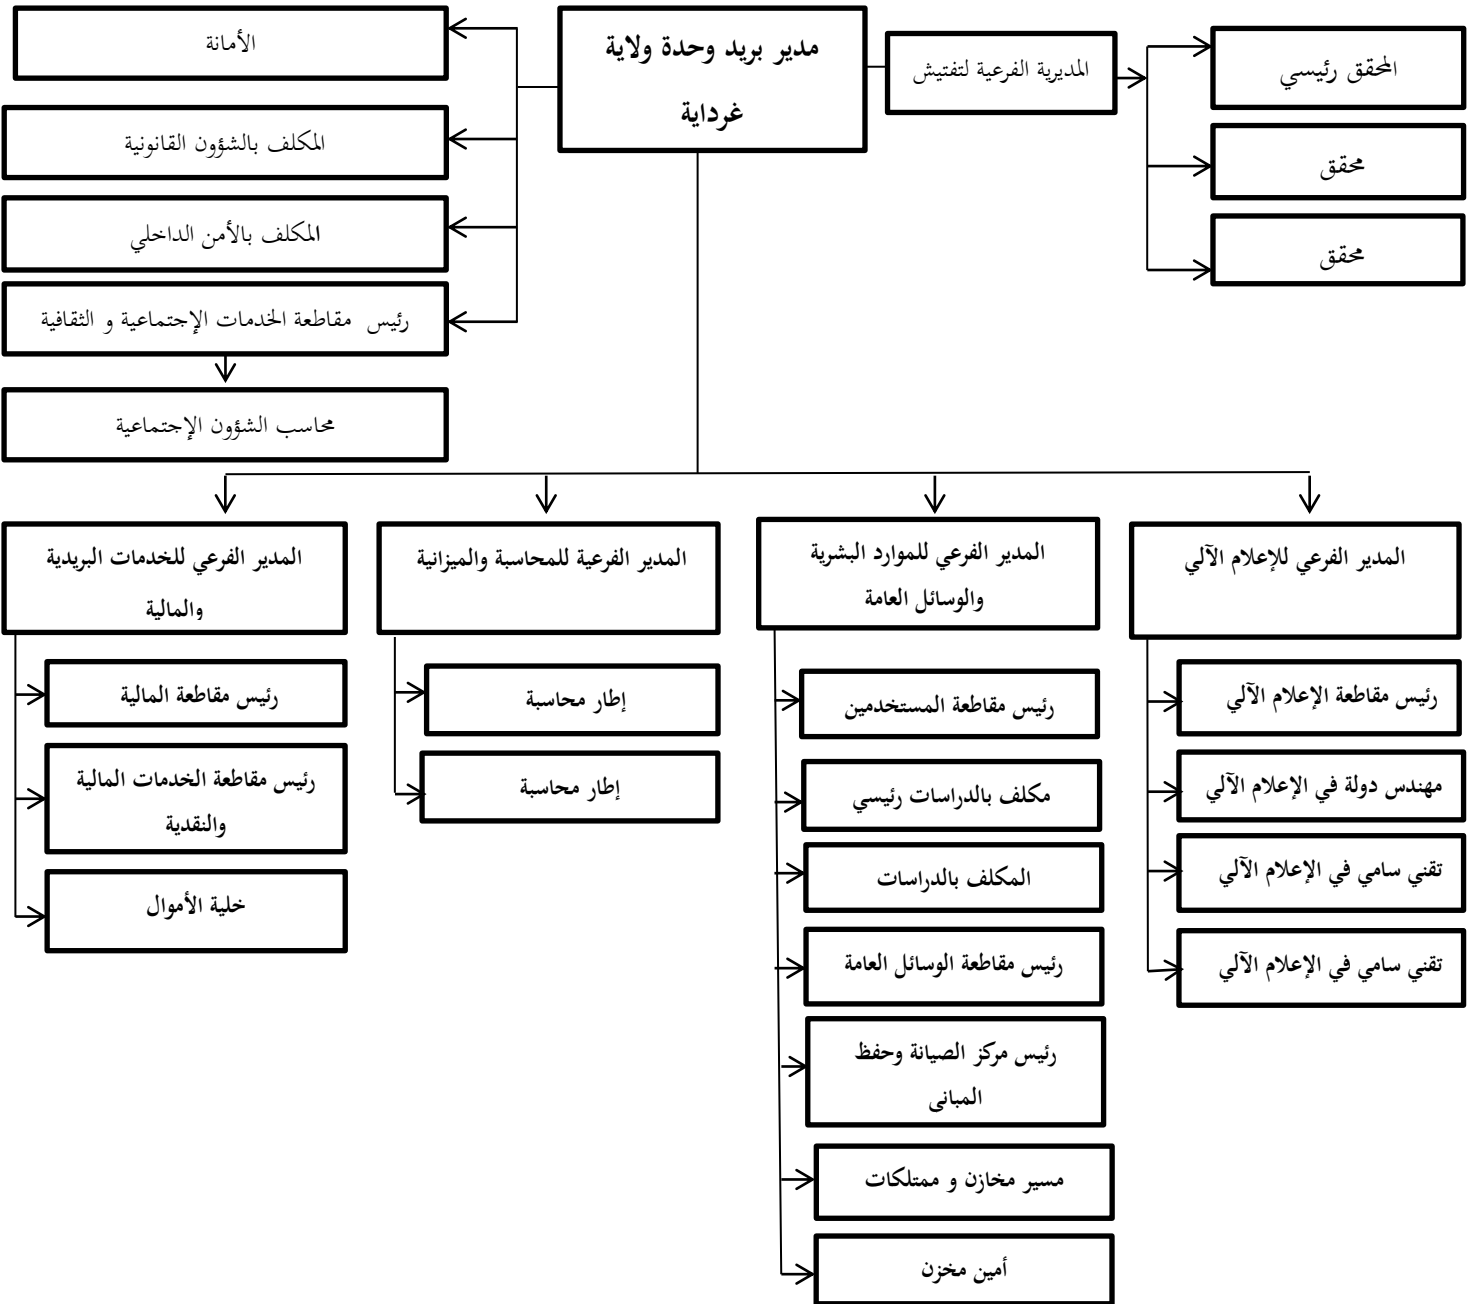 مدير بريد وحدة ولاية
غرداية
المديرية الفرعية لتفتيش
المحقق رئيسي
محقق
محقق
الأمانة
المكلف بالشؤون القانونية
المكلف بالأمن الداخلي
رئيس مقاطعة الخدمات الإجتماعية و الثقافية
محاسب الشؤون الإجتماعية
المدير الفرعي للإعلام الآلي
رئيس مقاطعة الإعلام الآلي
مهندس دولة في الإعلام الآلي
تقني سامي في الإعلام الآلي
تقني سامي في الإعلام الآلي
المدير الفرعي للموارد البشرية
والوسائل العامة
رئيس مقاطعة المستخدمين
مكلف بالدراسات رئيسي
المكلف بالدراسات
رئيس مقاطعة الوسائل العامة
رئيس مركز الصيانة وحفظ
المبانى
مسير مخازن و ممتلكات
أمين مخزن
المدير الفرعية للمحاسبة والميزانية
إطار محاسبة
إطار محاسبة
المدير الفرعي للخدمات البريدية
والمالية
رئيس مقاطعة المالية
رئيس مقاطعة الخدمات المالية
والنقدية
خلية الأموال